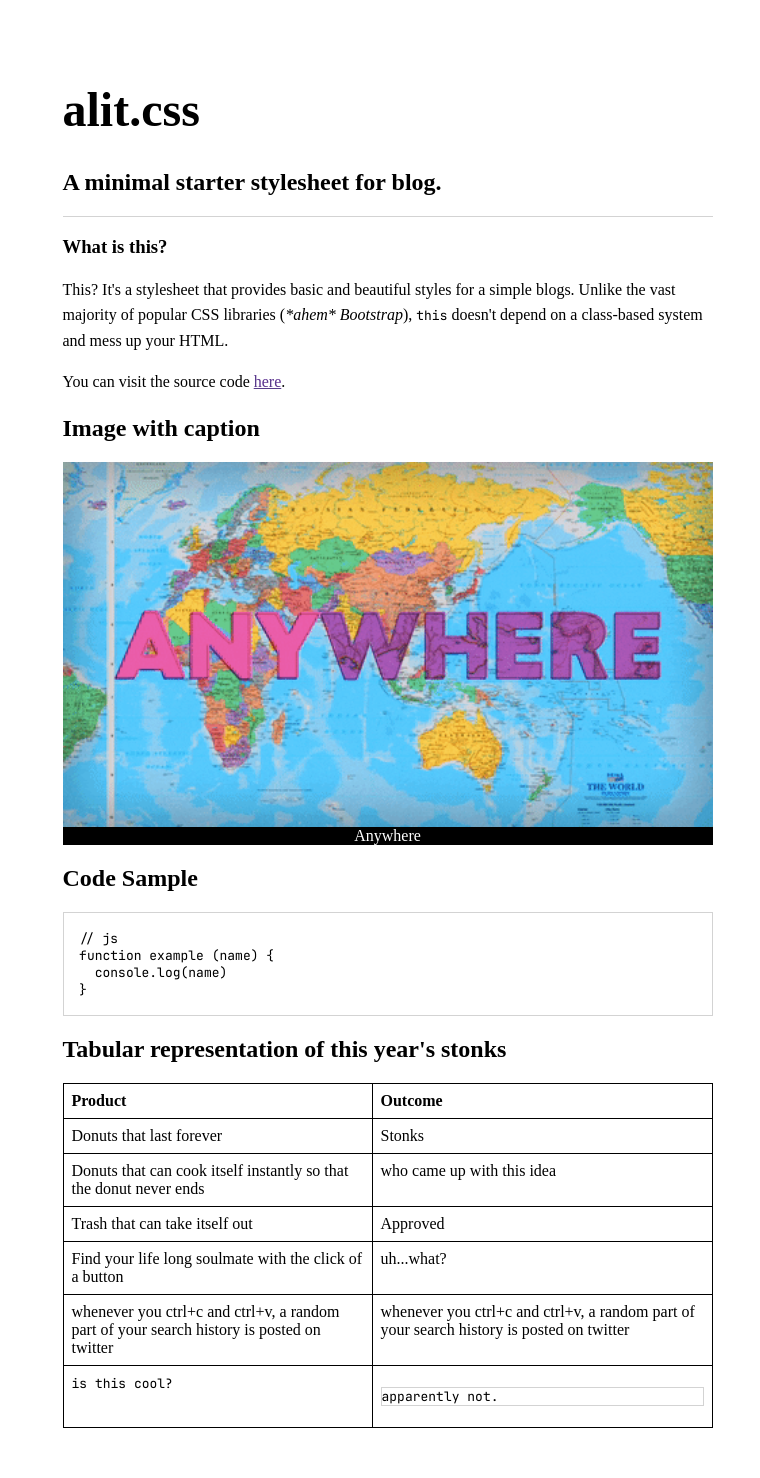 alit.css
A minimal starter stylesheet for blog.
What is this?
This? It's a stylesheet that provides basic and beautiful styles for a simple blogs. Unlike the vast
majority of popular CSS libraries (*ahem* Bootstrap), this doesn't depend on a class-based system
and mess up your HTML.
You can visit the source code here.
Image with caption
ANYWHERE
THE WORLD
Anywhere
Code Sample
// js
function example (name) {
  console.log(name)
}
Tabular representation of this year's stonks
Product
Outcome
Donuts that last forever
Stonks
Donuts that can cook itself instantly so that
the donut never ends
who came up with this idea
Trash that can take itself out
Approved
Find your life long soulmate with the click of
a button
uh...what?
whenever you ctrl+c and ctrl+v, a random
part of your search history is posted on
twitter
whenever you ctrl+c and ctrl+v, a random part of
your search history is posted on twitter
is this cool?
apparently not.